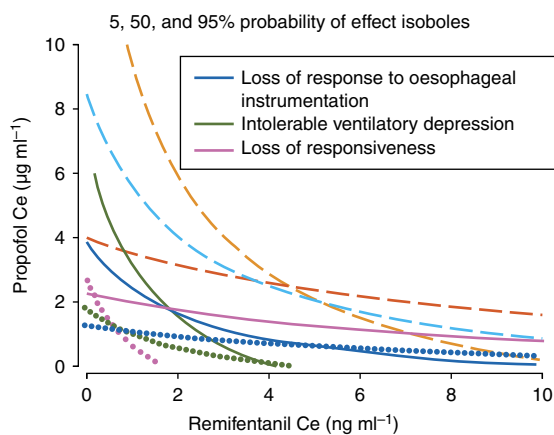 5, 50, and 95% probability of effect isoboles
10
8
6
4
2
0
Propofol Ce (µg ml⁻¹)
Loss of response to oesophageal
instrumentation
Intolerable ventilatory depression
Loss of responsiveness
0 2 4 6 8 10
Remifentanil Ce (ng ml⁻¹)